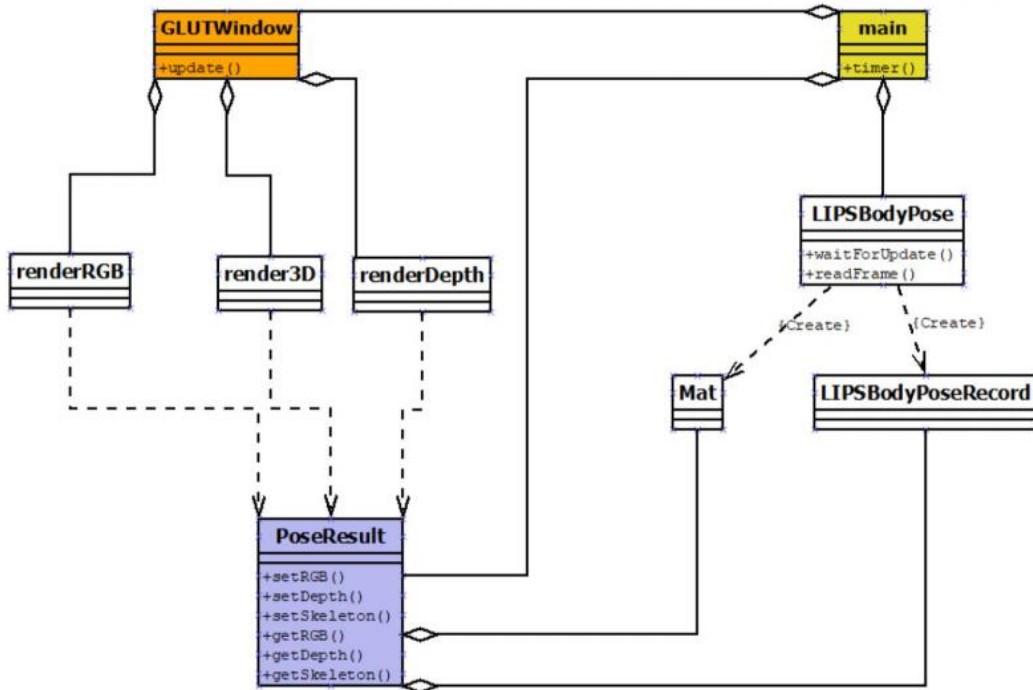 GLUTWindow
+update()
main
+timer()
LIPSBodyPose
+waitForUpdate()
+readFrame()
renderRGB
render3D
renderDepth
{Create}
{Create}
Mat
LIPSBodyPoseRecord
PoseResult
+setRGB()
+setDepth()
+setSkeleton()
+getRGB()
+getDepth()
+getSkeleton()